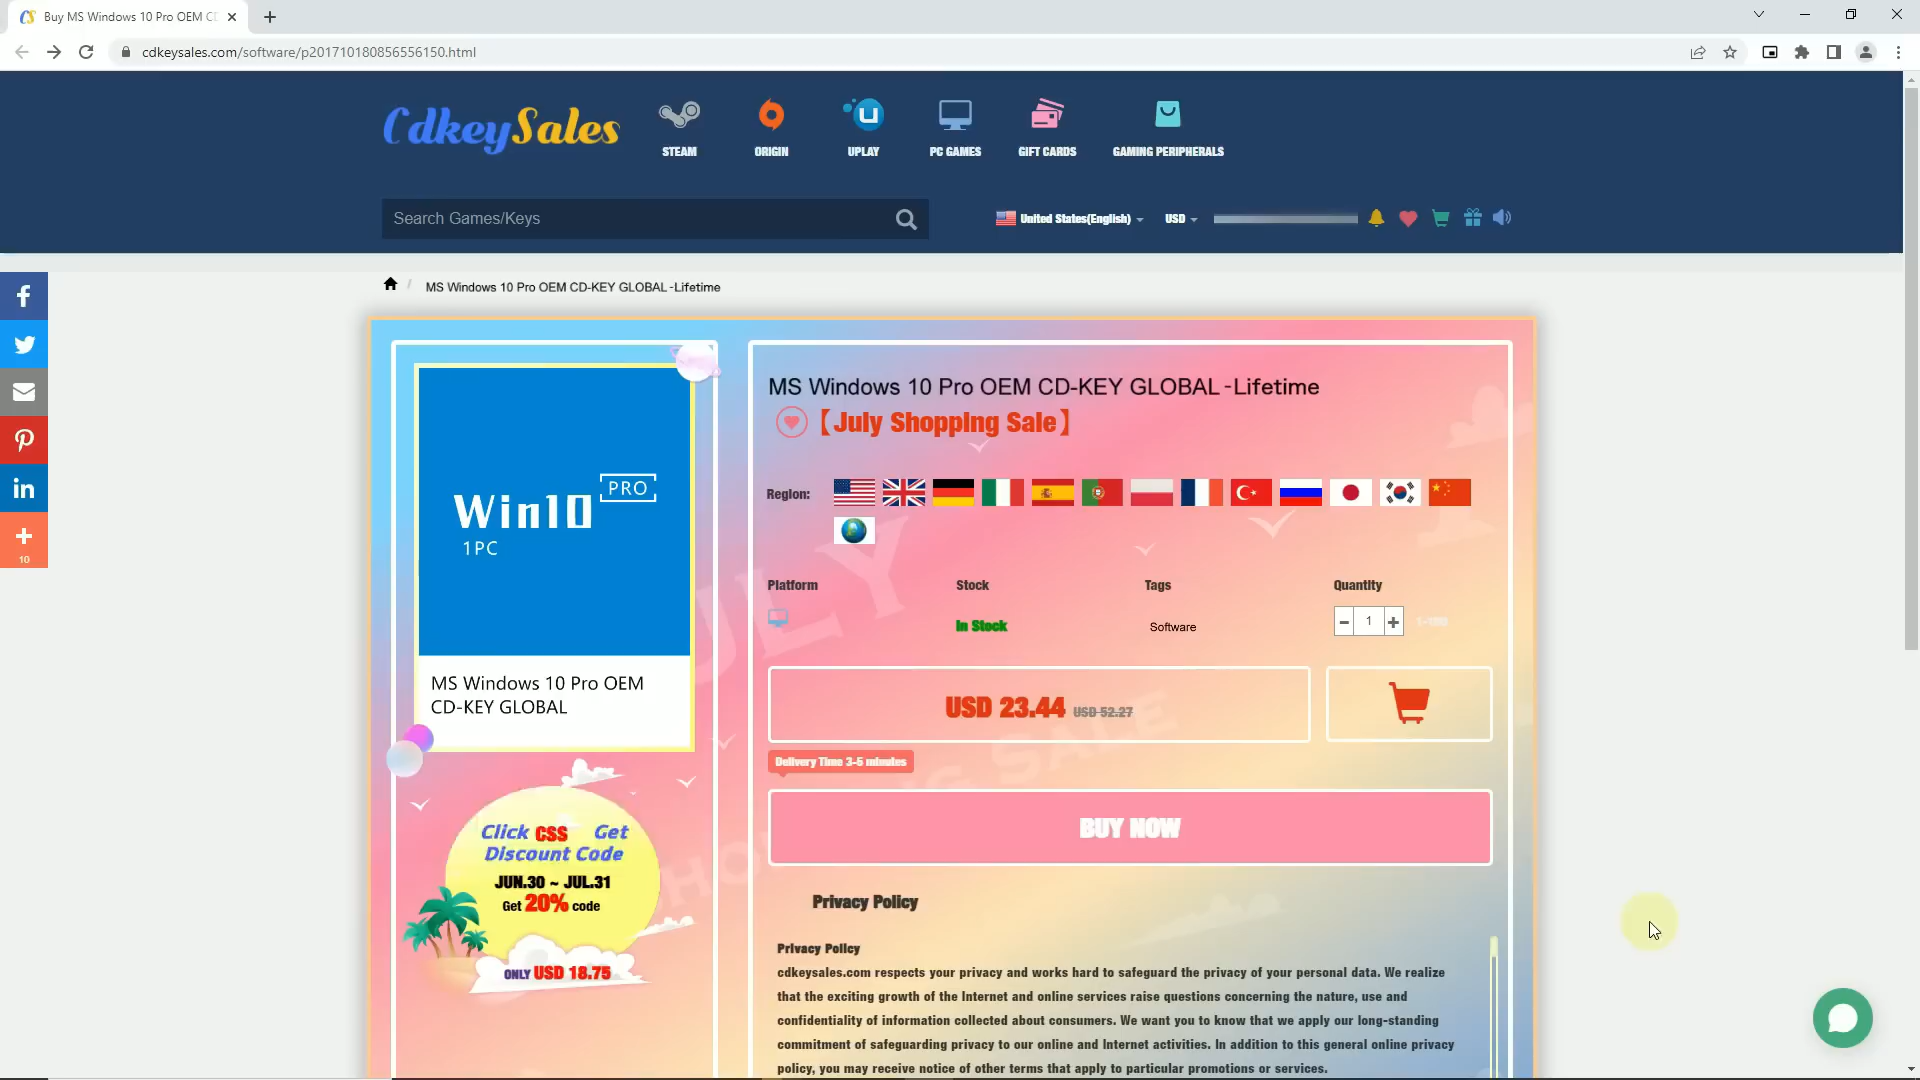 Buy MS Windows 10 Pro OEM CD
cdkeysales.com/software/p201710180856556150.html
CdkeySales
STEAM
ORIGIN
UPLAY
PC GAMES
GIFT CARDS
GAMING PERIPHERALS
Search Games/Keys
United States(English)
USD
MS Windows 10 Pro OEM CD-KEY GLOBAL-Lifetime
10
Win10 PRO
1PC
MS Windows 10 Pro OEM
CD-KEY GLOBAL
Click CSS Get
Discount Code
JUN.30 ~ JUL.31
Get 20% code
ONLY USD 18.75
MS Windows 10 Pro OEM CD-KEY GLOBAL-Lifetime
【July Shopping Sale】
Region:
Platform
Stock
Tags
Quantity
In Stock
Software
1
USD 23.44 USD 52.27
Delivery Time 3-5 minutes
BUY NOW
Privacy Policy
Privacy Policy
cdkeysales.com respects your privacy and works hard to safeguard the privacy of your personal data. We realize
that the exciting growth of the Internet and online services raise questions concerning the nature, use and
confidentiality of information collected about consumers. We want you to know that we apply our long-standing
commitment of safeguarding privacy to our online and Internet activities. In addition to this general online privacy
policy, you may receive notice of other terms that apply to particular promotions or services.